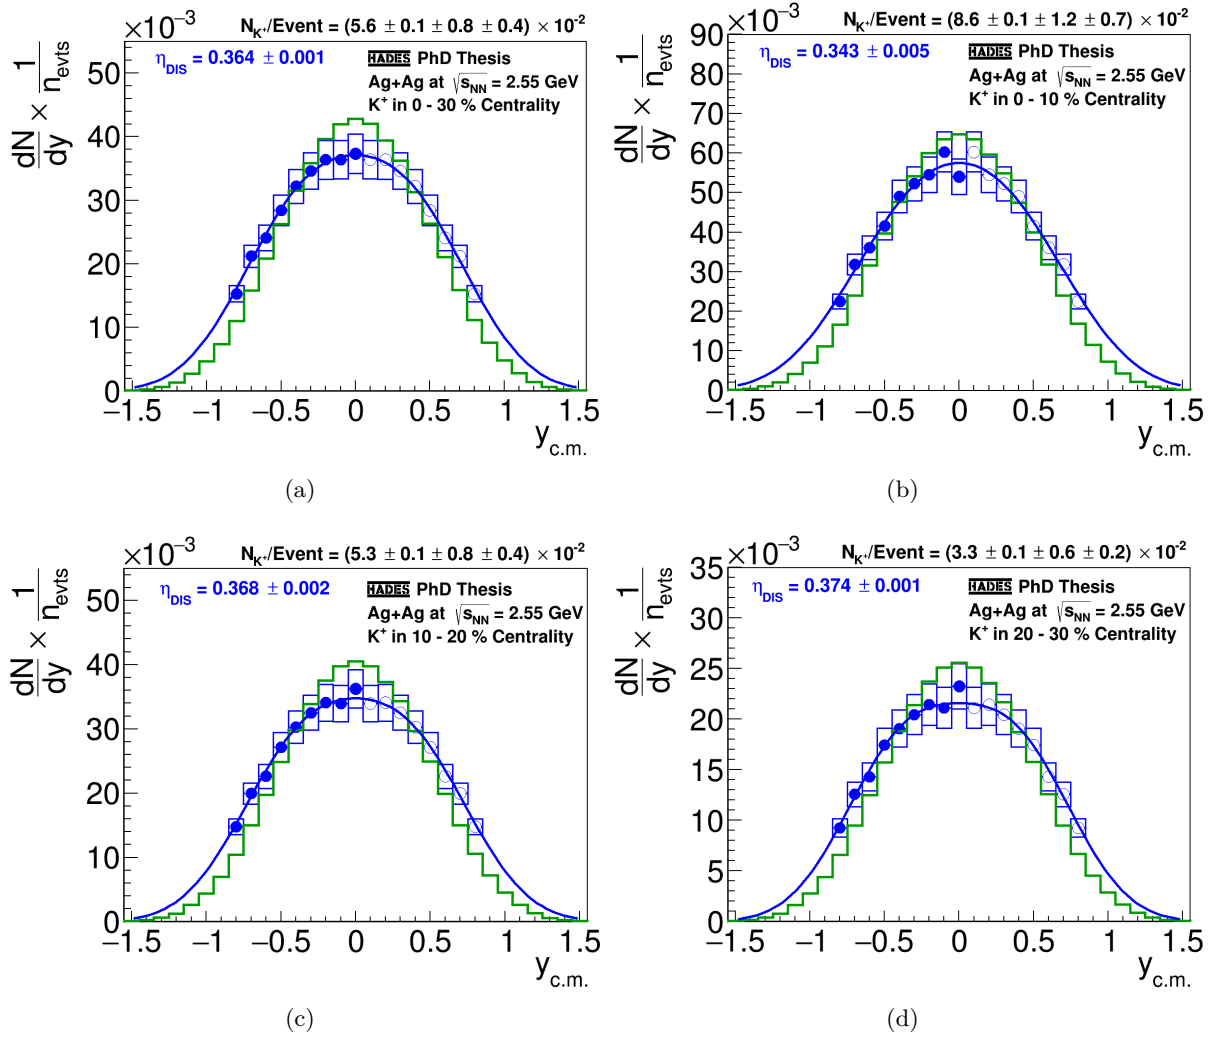 ×10⁻³ N_K⁺/Event = (5.6 ± 0.1 ± 0.8 ± 0.4) ×10⁻²
η_DIS = 0.364 ± 0.001
HADES PhD Thesis
Ag+Ag at √s_NN = 2.55 GeV
K⁺ in 0 - 30 % Centrality
dN/dy × 1/n_evts
50
40
30
20
10
0
−1.5 −1 −0.5 0 0.5 1 1.5
y_c.m.
(a)
×10⁻³ N_K⁺/Event = (8.6 ± 0.1 ± 1.2 ± 0.7) ×10⁻²
η_DIS = 0.343 ± 0.005
HADES PhD Thesis
Ag+Ag at √s_NN = 2.55 GeV
K⁺ in 0 - 10 % Centrality
dN/dy × 1/n_evts
90
80
70
60
50
40
30
20
10
0
−1.5 −1 −0.5 0 0.5 1 1.5
y_c.m.
(b)
×10⁻³ N_K⁺/Event = (5.3 ± 0.1 ± 0.8 ± 0.4) ×10⁻²
η_DIS = 0.368 ± 0.002
HADES PhD Thesis
Ag+Ag at √s_NN = 2.55 GeV
K⁺ in 10 - 20 % Centrality
dN/dy × 1/n_evts
50
40
30
20
10
0
−1.5 −1 −0.5 0 0.5 1 1.5
y_c.m.
(c)
×10⁻³ N_K⁺/Event = (3.3 ± 0.1 ± 0.6 ± 0.2) ×10⁻²
η_DIS = 0.374 ± 0.001
HADES PhD Thesis
Ag+Ag at √s_NN = 2.55 GeV
K⁺ in 20 - 30 % Centrality
dN/dy × 1/n_evts
35
30
25
20
15
10
5
0
−1.5 −1 −0.5 0 0.5 1 1.5
y_c.m.
(d)